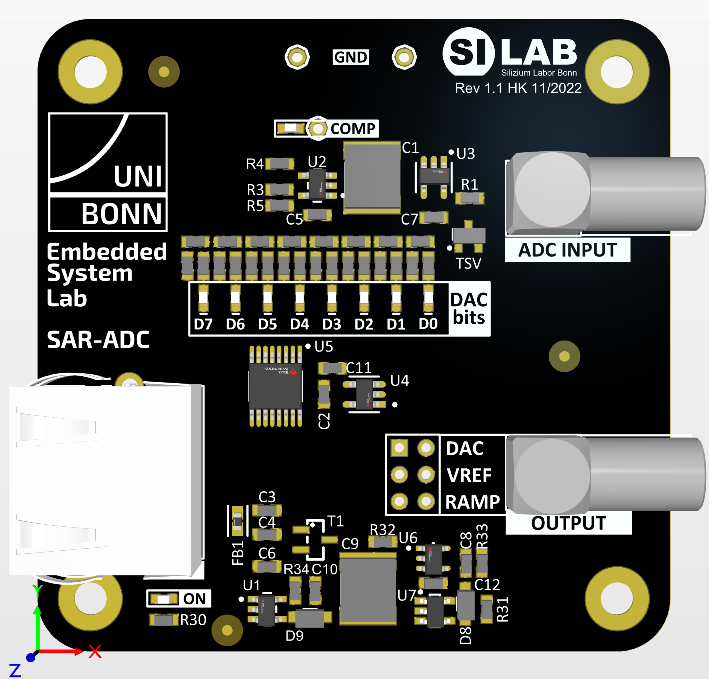 GND
SI LAB
Silizium Labor Bonn
Rev 1.1 HK 11/2022
COMP
UNI
BONN
R4
U2
C1
U3
R3
R5
C5
C7
R1
TSV
ADC INPUT
Embedded
System
Lab
SAR-ADC
D7 D6 D5 D4 D3 D2 D1 D0
DAC
bits
U5
C11
U4
C2
DAC
VREF
RAMP
OUTPUT
C3
C4
FB1
T1
C6
C9
R32
U6
C8
R33
R34
C10
U1
U7
C12
R31
D9
D8
ON
R30
Y
X
Z